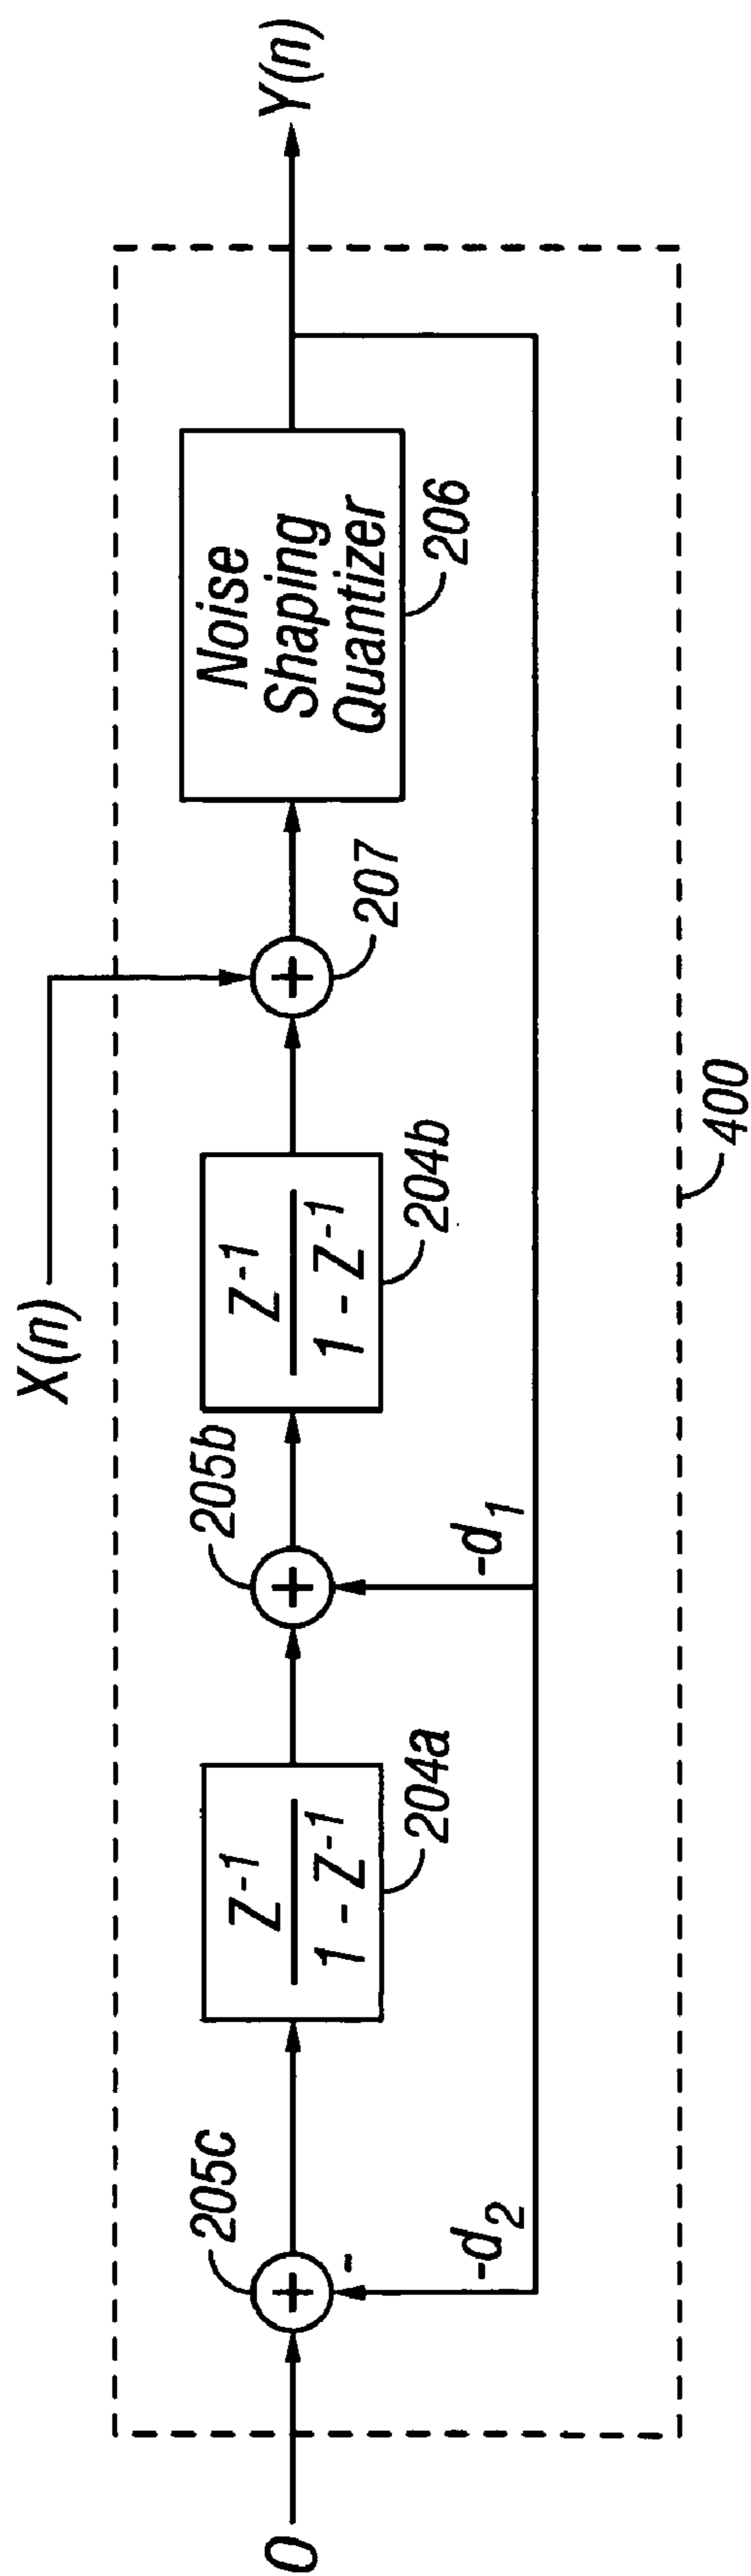 X(n)
0
205c
-
-d2
Z-1
1 - Z-1
204a
205b
+
-d1
Z-1
1 - Z-1
204b
+
207
Noise
Shaping
Quantizer
206
Y(n)
+
400